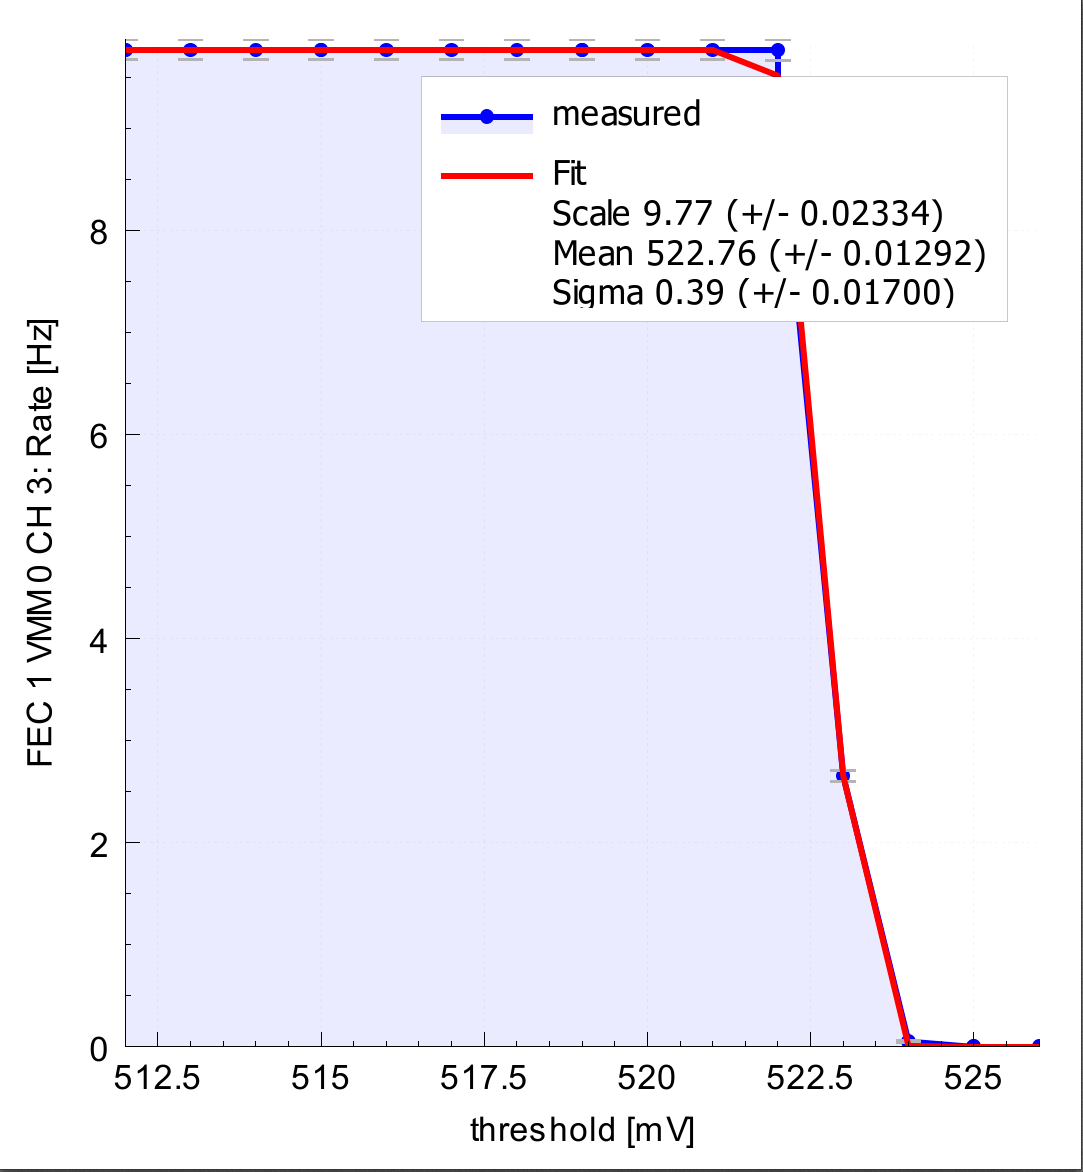 measured
Fit
Scale 9.77 (+/- 0.02334)
Mean 522.76 (+/- 0.01292)
Sigma 0.39 (+/- 0.01700)
FEC 1 VMM 0 CH 3: Rate [Hz]
8
6
4
2
0
512.5 515 517.5 520 522.5 525
threshold [mV]